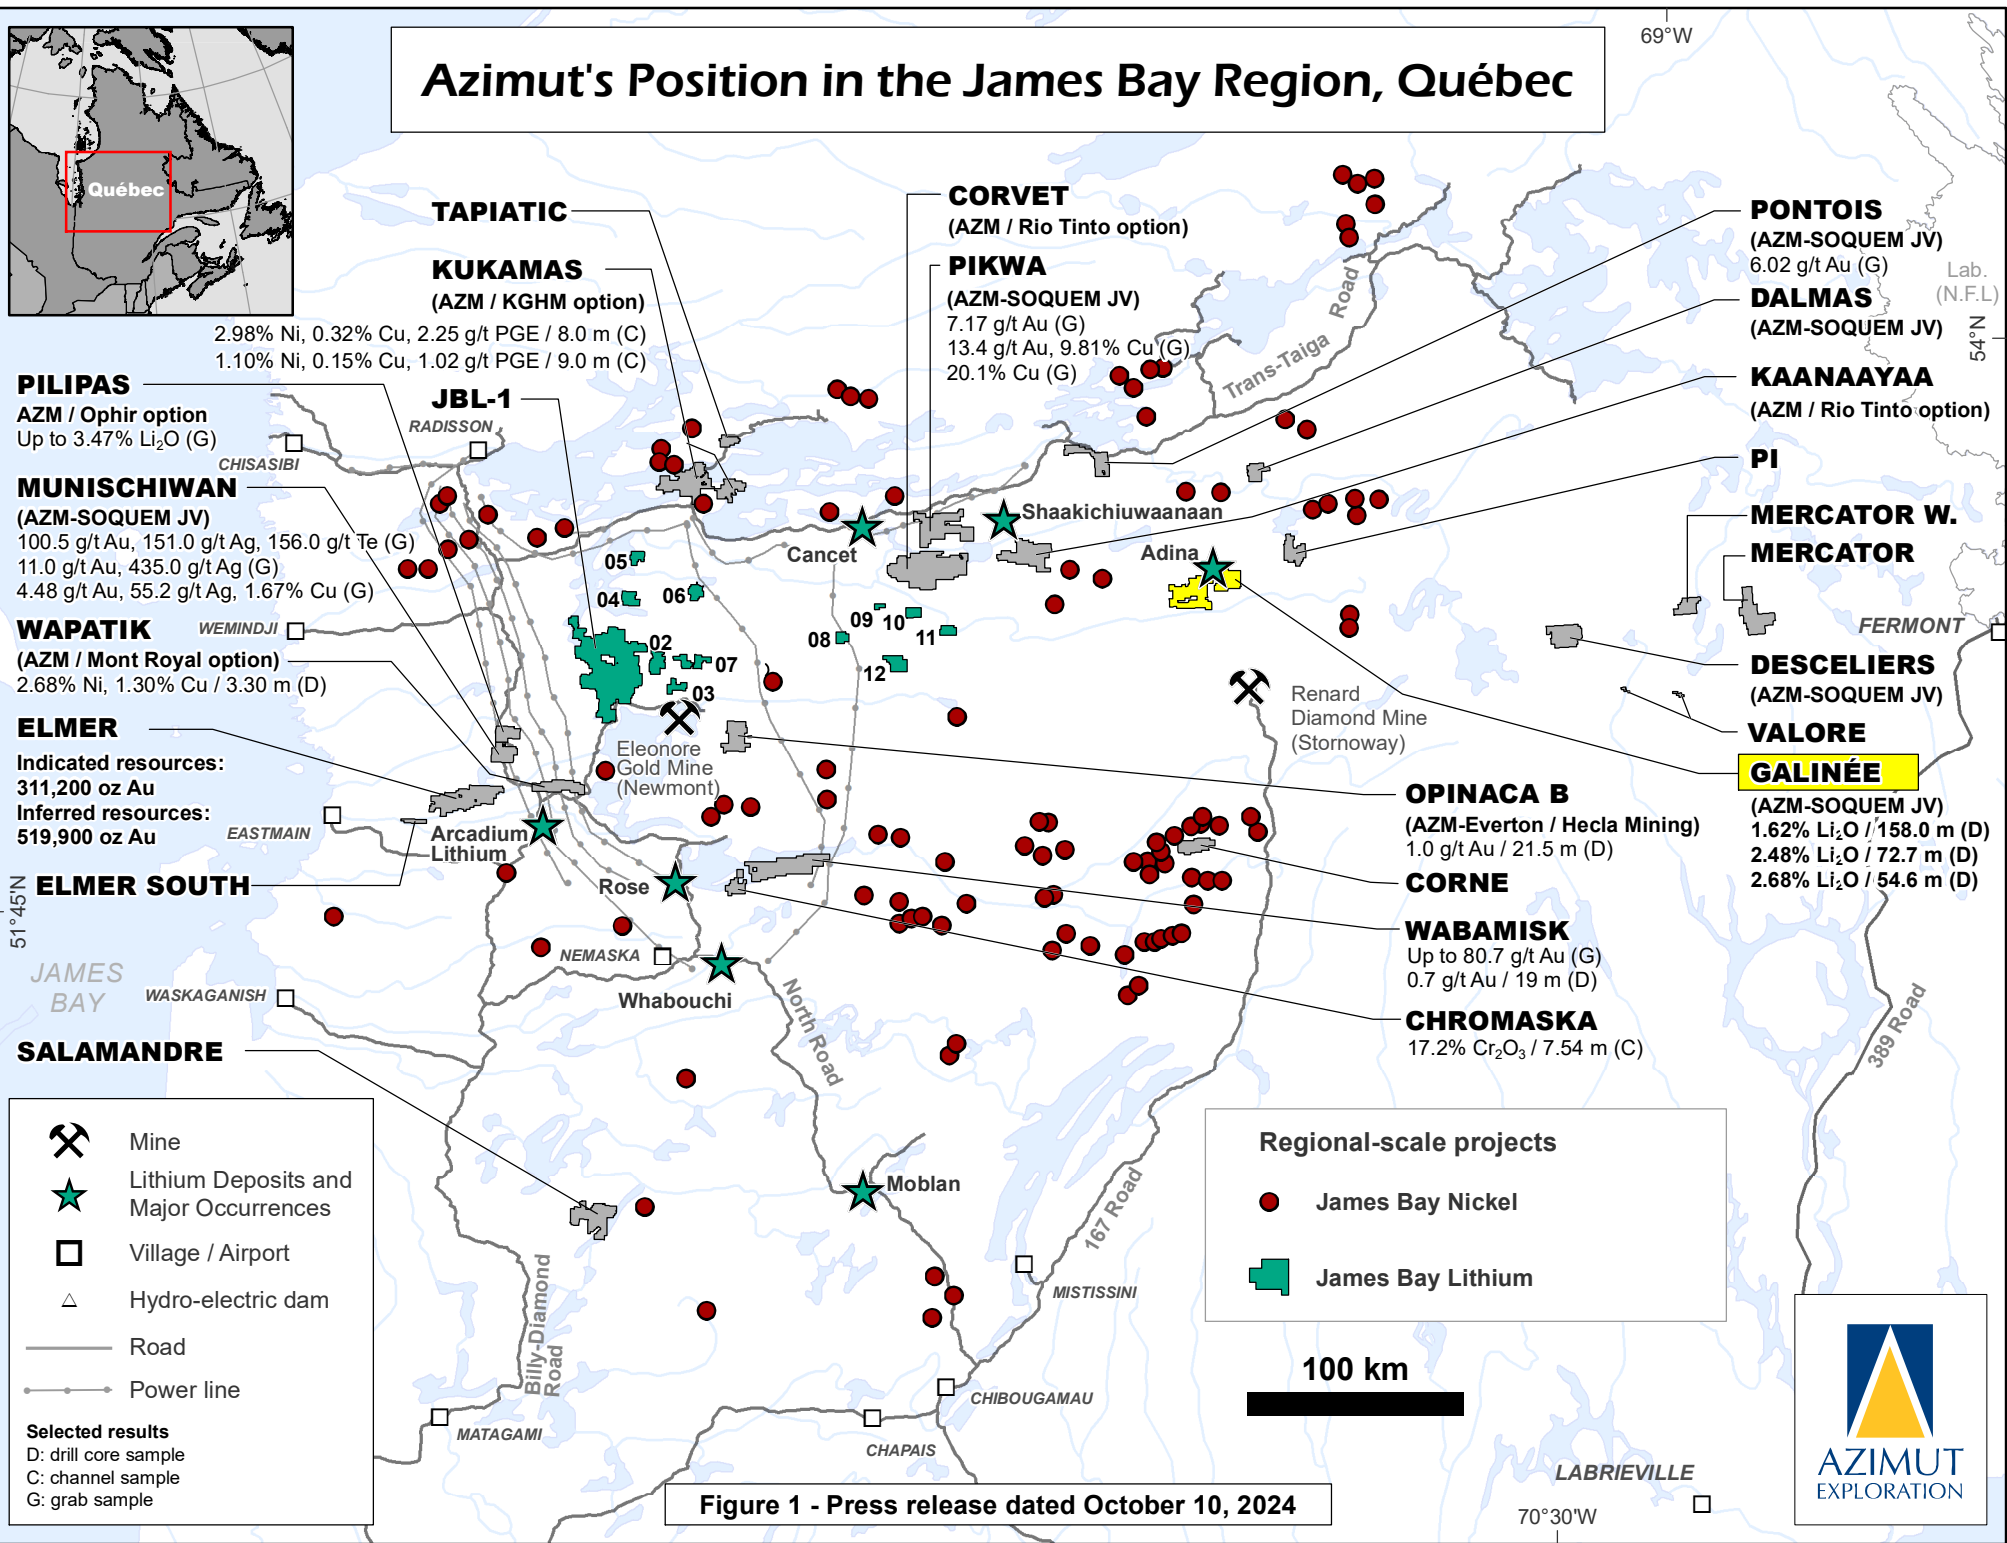 Azimut's Position in the James Bay Region, Québec
Québec
69°W
54°N
Lab.
(N.F.L)
TAPIATIC
KUKAMAS
(AZM / KGHM option)
2.98% Ni, 0.32% Cu, 2.25 g/t PGE / 8.0 m (C)
1.10% Ni, 0.15% Cu, 1.02 g/t PGE / 9.0 m (C)
CORVET
(AZM / Rio Tinto option)
PIKWA
(AZM-SOQUEM JV)
7.17 g/t Au (G)
13.4 g/t Au, 9.81% Cu (G)
20.1% Cu (G)
PONTOIS
(AZM-SOQUEM JV)
6.02 g/t Au (G)
DALMAS
(AZM-SOQUEM JV)
KAANAAYAA
(AZM / Rio Tinto option)
PI
MERCATOR W.
MERCATOR
FERMONT
DESCELIERS
(AZM-SOQUEM JV)
VALORE
GALINÉE
(AZM-SOQUEM JV)
1.62% Li₂O / 158.0 m (D)
2.48% Li₂O / 72.7 m (D)
2.68% Li₂O / 54.6 m (D)
PILIPAS
AZM / Ophir option
Up to 3.47% Li₂O (G)
JBL-1
RADISSON
CHISASIBI
MUNISCHIWAN
(AZM-SOQUEM JV)
100.5 g/t Au, 151.0 g/t Ag, 156.0 g/t Te (G)
11.0 g/t Au, 435.0 g/t Ag (G)
4.48 g/t Au, 55.2 g/t Ag, 1.67% Cu (G)
WAPATIK
(AZM / Mont Royal option)
2.68% Ni, 1.30% Cu / 3.30 m (D)
WEMINDJI
ELMER
Indicated resources:
311,200 oz Au
Inferred resources:
519,900 oz Au
EASTMAIN
ELMER SOUTH
51°45'N
JAMES
BAY
WASKAGANISH
SALAMANDRE
Trans-Taiga Road
Cancet
Shaakichiuwaanaan
Adina
05
04
06
02
07
03
08
09
10
11
12
Eleonore
Gold Mine
(Newmont)
Renard
Diamond Mine
(Stornoway)
Arcadium
Lithium
Rose
NEMASKA
Whabouchi
North Road
OPINACA B
(AZM-Everton / Hecla Mining)
1.0 g/t Au / 21.5 m (D)
CORNE
WABAMISK
Up to 80.7 g/t Au (G)
0.7 g/t Au / 19 m (D)
CHROMASKA
17.2% Cr₂O₃ / 7.54 m (C)
389 Road
167 Road
Moblan
MISTISSINI
Billy-Diamond
Road
MATAGAMI
CHIBOUGAMAU
CHAPAIS
LABRIEVILLE
70°30'W
Mine
Lithium Deposits and
Major Occurrences
Village / Airport
Hydro-electric dam
Road
Power line
Selected results
D: drill core sample
C: channel sample
G: grab sample
Regional-scale projects
James Bay Nickel
James Bay Lithium
100 km
AZIMUT
EXPLORATION
Figure 1 - Press release dated October 10, 2024